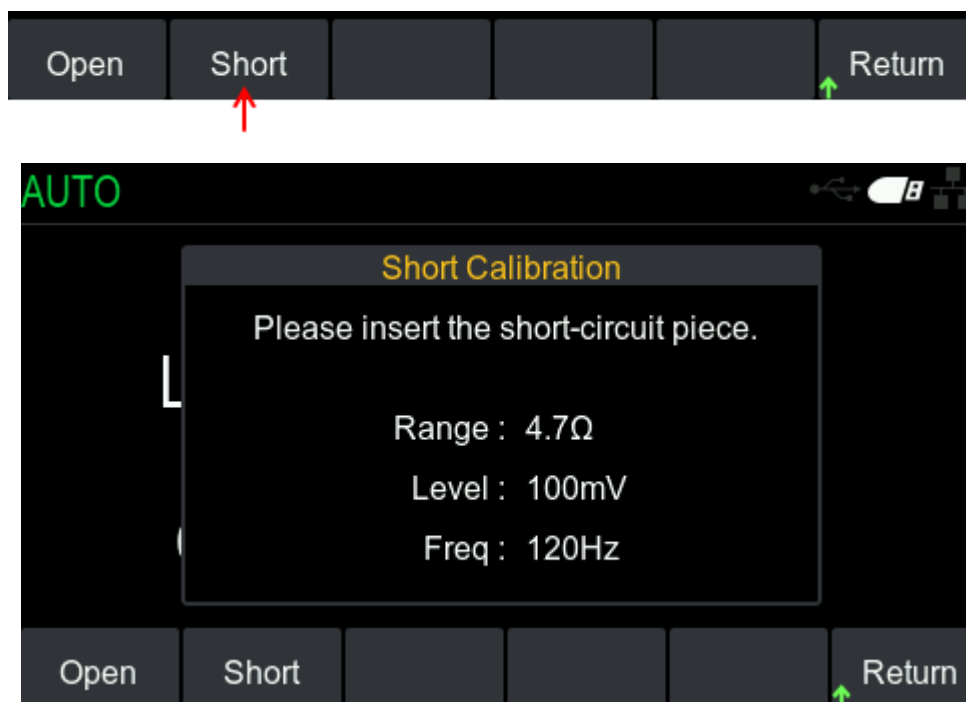 Open Short Return
AUTO
Short Calibration
Please insert the short-circuit piece.
L
Range : 4.7Ω
Level : 100mV
Freq : 120Hz
Open Short Return